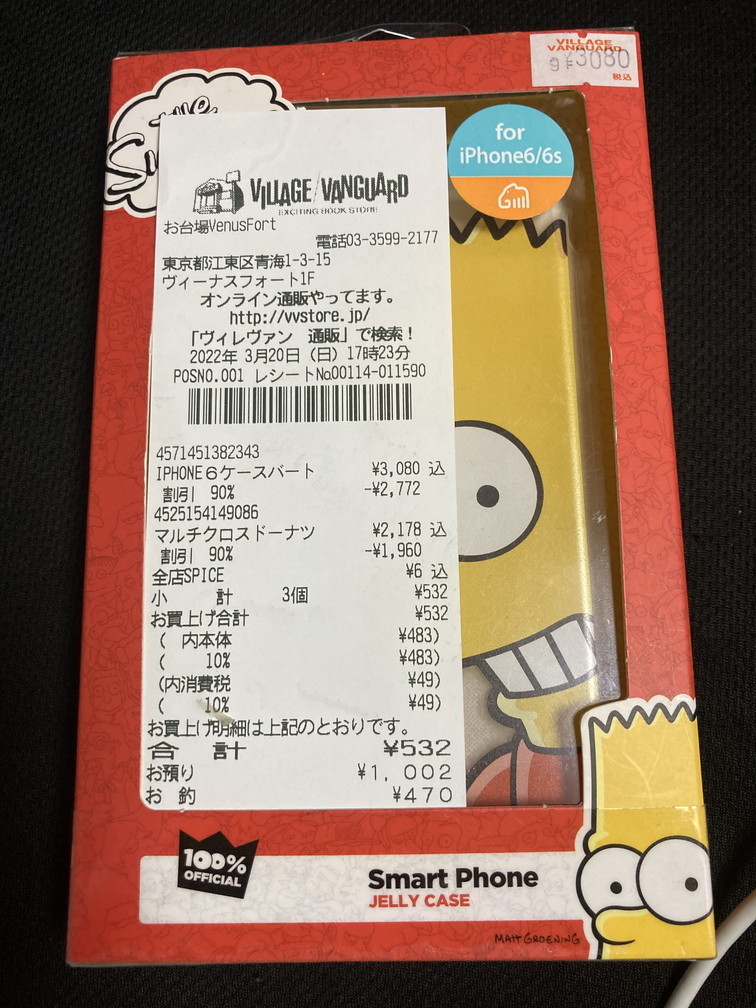 VILLAGE
VANGUARD
¥3080
税込
The
for
iPhone6/6s
VILLAGE/VANGUARD
EXCITING BOOK STORE
お台場VenusFort
電話03-3599-2177
東京都江東区青海1-3-15
ヴィーナスフォート1F
オンライン通販やってます。
http://vvstore.jp/
「ヴィレヴァン 通販」で検索!
2022年 3月20日(日)17時23分
POSNO.001 レシートNo00114-011590
4571451382343
IPHONE6ケースバート ¥3,080 込
割引 90% -¥2,772
4525154149086
マルチクロスドーナツ ¥2,178 込
割引 90% -¥1,960
全店SPICE ¥6 込
小 計 3個 ¥532
お買上げ合計 ¥532
( 内本体 ¥483)
( 10% ¥483)
(内消費税 ¥49)
( 10% ¥49)
お買上げ明細は上記のとおりです。
合 計 ¥532
お預り ¥1,002
お 釣 ¥470
100%
OFFICIAL
Smart Phone
JELLY CASE
MATT GROENING